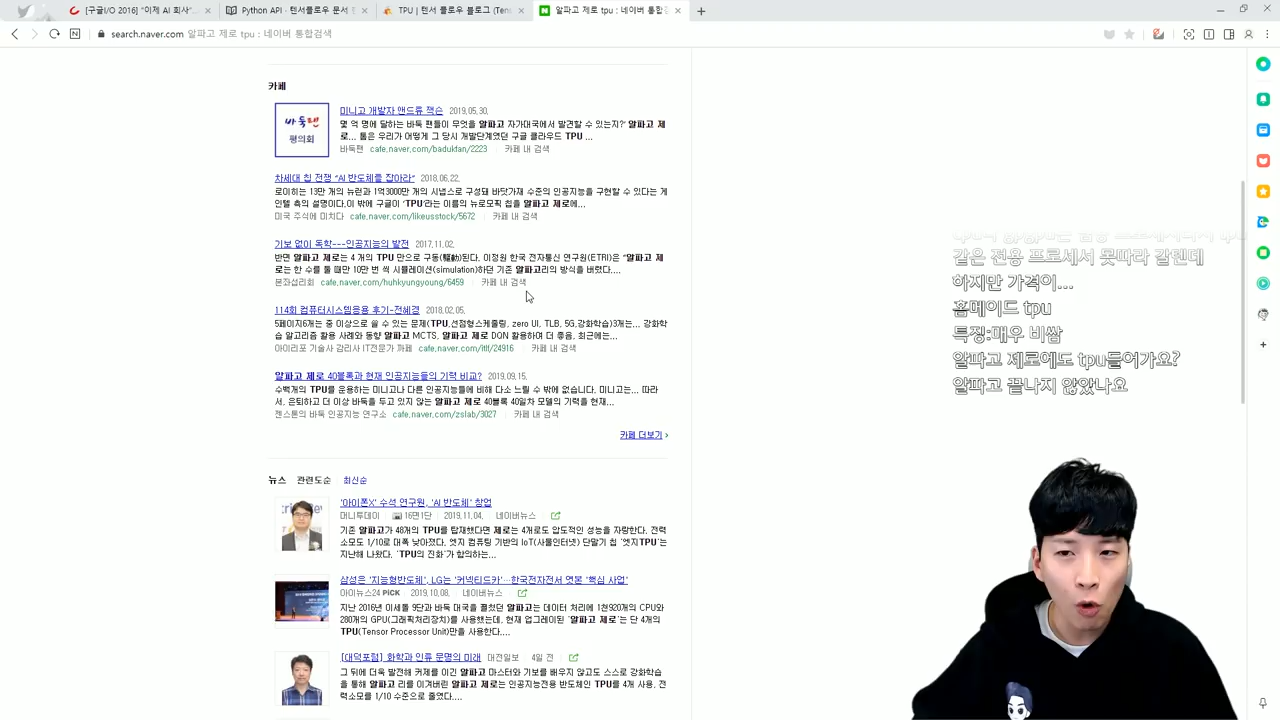 [구글I/O 2016] "이제 AI 회사"...
Python API · 텐서플로우 문서 한
TPU | 텐서 플로우 블로그 (Tens
알파고 제로 tpu : 네이버 통합검
search.naver.com 알파고 제로 tpu : 네이버 통합검색
카페
바둑팬
평의회
미니고 개발자 앤드류 잭슨 2019.05.30.
몇 억 명에 달하는 바둑 팬들이 무엇을 알파고 자가대국에서 발견할 수 있는지?' 알파고 제
로... 톰은 우리가 어떻게 그 당시 개발단계였던 구글 클라우드 TPU ...
바둑팬 cafe.naver.com/badukfan/2223 카페 내 검색
차세대 칩 전쟁 "AI 반도체를 잡아라" 2018.06.22.
로이히는 13만 개의 뉴런과 1억3000만 개의 시냅스로 구성돼 바닷가재 수준의 인공지능을 구현할 수 있다는 게
인텔 측의 설명이다.이 밖에 구글이 'TPU'라는 이름의 뉴로모픽 칩을 알파고 제로에...
미국 주식에 미치다 cafe.naver.com/likeusstock/5672 카페 내 검색
기보 없이 독학---인공지능의 발전 2017.11.02.
반면 알파고 제로는 4 개의 TPU 만으로 구동(驅動)된다. 이정원 한국 전자통신 연구원(ETRI)은 "알파고 제
로는 한 수를 둘 때만 10만 번 씩 시뮬레이션(simulation)하던 기존 알파고리의 방식을 버렸다....
cafe.naver.com/huhkyungyoung/6459 카페 내 검색
114회 컴퓨터시스템응용 후기-전혜경 2018.02.05.
5페이지6개는 중 이상으로 쓸 수 있는 문제(TPU,선점형스케줄링, zero UI, TLB, 5G,강화학습)3개는... 강화학
습 알고리즘 활용 사례와 동향 알파고 MCTS, 알파고 제로 DQN 활용하여 더 좋음, 최근에는...
아이리포 기술사 감리사 IT전문가 까페 cafe.naver.com/itlf/24916 카페 내 검색
알파고 제로 40블록과 현재 인공지능들의 기력 비교? 2019.09.15.
수백개의 TPU를 운용하는 미니고나 다른 인공지능들에 비해 다소 느릴 수 밖에 없습니다. 미니고는... 따라
서, 은퇴하고 더 이상 바둑을 두고 있지 않는 알파고 제로 40블록 40일차 모델의 기력을 현재...
젠스톤의 바둑 인공지능 연구소 cafe.naver.com/zslab/3027 카페 내 검색
카페 더보기 ›
뉴스 관련도순 최신순
'아이폰X' 수석 연구원, 'AI 반도체' 창업
머니투데이 16면1단 2019.11.04. 네이버뉴스
기존 알파고가 48개의 TPU를 탑재했다면 제로는 4개로도 압도적인 성능을 자랑한다. 전력
소모도 1/10로 대폭 낮아졌다. 엣지 컴퓨팅 기반의 IoT(사물인터넷) 단말기 칩 '엣지TPU'는
지난해 나왔다. 'TPU의 진화'가 함의하는...
삼성은 '지능형반도체', LG는 '커넥티드카'…한국전자전서 엿본 '핵심 사업'
아이뉴스24 PiCK 2019.10.08. 네이버뉴스
지난 2016년 이세돌 9단과 바둑 대국을 펼쳤던 알파고는 데이터 처리에 1천920개의 CPU와
280개의 GPU(그래픽처리장치)를 사용했는데, 현재 업그레이된 '알파고 제로'는 단 4개의
TPU(Tensor Processor Unit)만을 사용한다....
[대덕포럼] 화학과 인류 문명의 미래 대전일보 4일 전
그 뒤에 더욱 발전해 커제를 이긴 알파고 마스터와 기보를 배우지 않고도 스스로 강화학습
을 통해 알파고 리를 이겨버린 알파고 제로는 인공지능전용 반도체인 TPU를 4개 사용, 전
력소모를 1/10 수준으로 줄였다....
같은 전용 프로세서 못따라 갈텐데
하지만 가격이...
홈메이드 tpu
특징:매우 비쌈
알파고 제로에도 tpu들어가요?
알파고 끝나지 않았나요